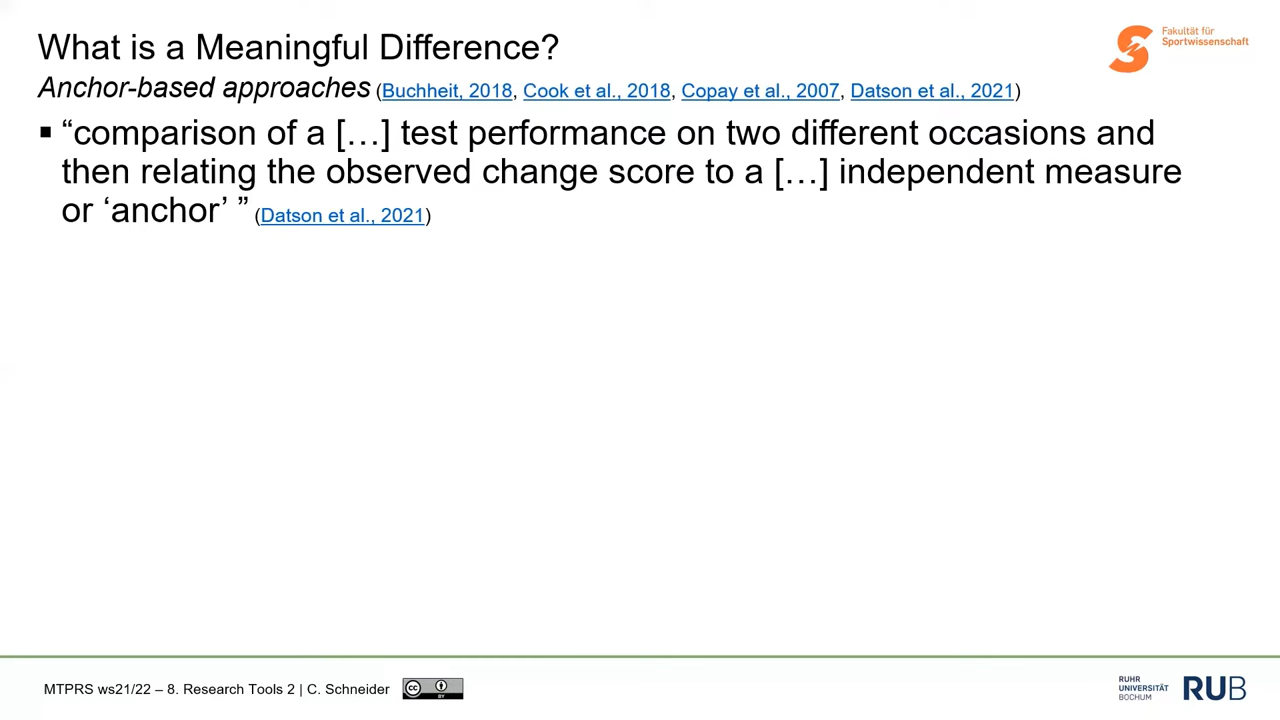 What is a Meaningful Difference?
Fakultät für
Sportwissenschaft
Anchor-based approaches (Buchheit, 2018, Cook et al., 2018, Copay et al., 2007, Datson et al., 2021)
▪ “comparison of a […] test performance on two different occasions and
then relating the observed change score to a […] independent measure
or ‘anchor’ ” (Datson et al., 2021)
MTPRS ws21/22 – 8. Research Tools 2 | C. Schneider
cc
BY
RUHR
UNIVERSITÄT
BOCHUM
RUB